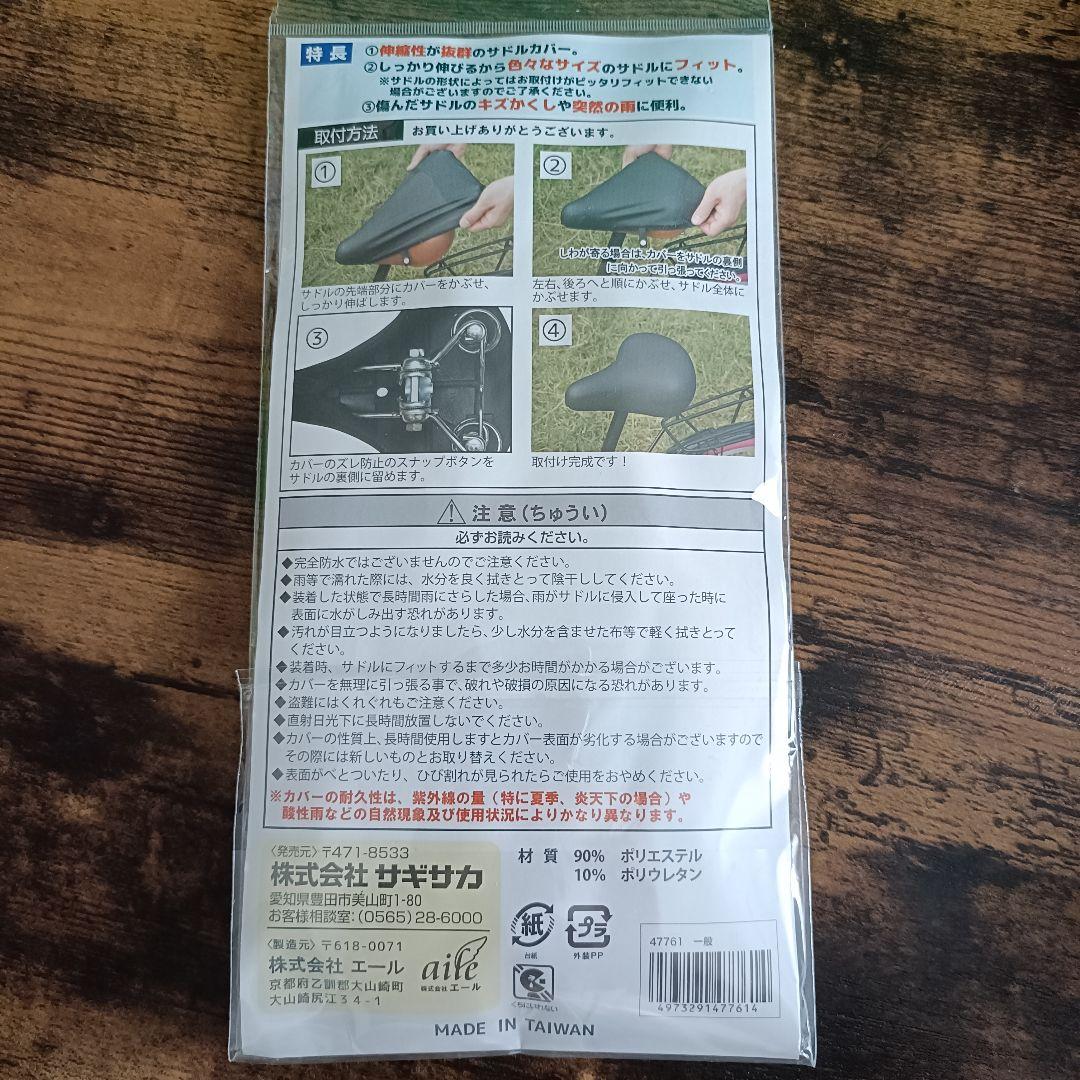 特長
①伸縮性が抜群のサドルカバー。
②しっかり伸びるから色々なサイズのサドルにフィット。
※サドルの形状によってはお取付けがピッタリフィットできない
場合がございますのでご了承ください。
③傷んだサドルのキズかくしや突然の雨に便利。
取付方法
お買い上げありがとうございます。
①
サドルの先端部分にカバーをかぶせ、
しっかり伸ばします。
②
しわが寄る場合は、カバーをサドルの裏側
に向かって引っ張ってください。
左右、後ろへと順にかぶせ、サドル全体に
かぶせます。
③
カバーのズレ防止のスナップボタンを
サドルの裏側に留めます。
④
取付け完成です！
注意(ちゅうい)
必ずお読みください。
◆完全防水ではございませんのでご注意ください。
◆雨等で濡れた際には、水分を良く拭きとって陰干ししてください。
◆装着した状態で長時間雨にさらした場合、雨がサドルに侵入して座った時に
表面に水がしみ出す恐れがあります。
◆汚れが目立つようになりましたら、少し水分を含ませた布等で軽く拭きとって
ください。
◆装着時、サドルにフィットするまで多少お時間がかかる場合がございます。
◆カバーを無理に引っ張る事で、破れや破損の原因になる恐れがあります。
◆盗難にはくれぐれもご注意ください。
◆直射日光下に長時間放置しないでください。
◆カバーの性質上、長時間使用しますとカバー表面が劣化する場合がございますので
その際には新しいものとお取り替えください。
◆表面がべとついたり、ひび割れが見られたらご使用をおやめください。
※カバーの耐久性は、紫外線の量（特に夏季、炎天下の場合）や
酸性雨などの自然現象及び使用状況によりかなり異なります。
〈発売元〉〒471-8533
株式会社 サギサカ
愛知県豊田市美山町1-80
お客様相談室：(0565)28-6000
〈製造元〉〒618-0071
株式会社 エール
京都府乙訓郡大山崎町
大山崎尻江34-1
aile
株式会社エール
材質 90% ポリエステル
10% ポリウレタン
紙
台紙
プラ
外装PP
くちにいれない
47761 一般
4973291477614
MADE IN TAIWAN